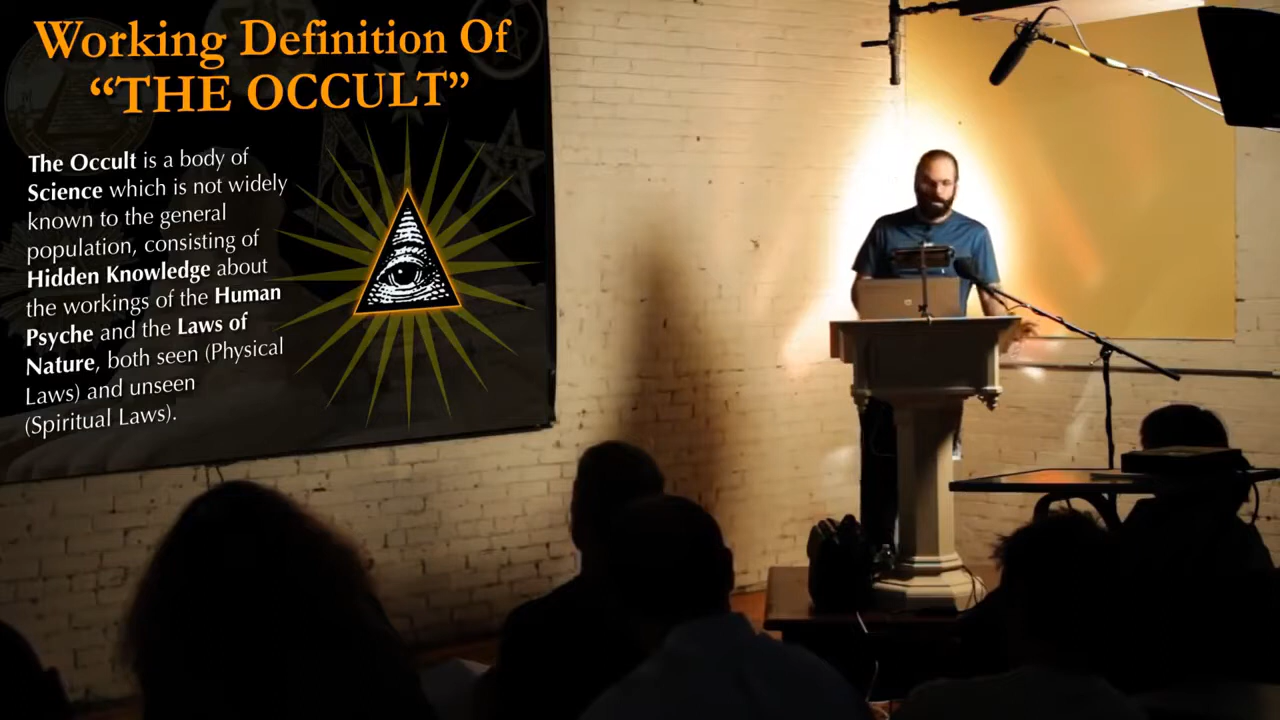 Working Definition Of
“THE OCCULT”
The Occult is a body of
Science which is not widely
known to the general
population, consisting of
Hidden Knowledge about
the workings of the Human
Psyche and the Laws of
Nature, both seen (Physical
Laws) and unseen
(Spiritual Laws).